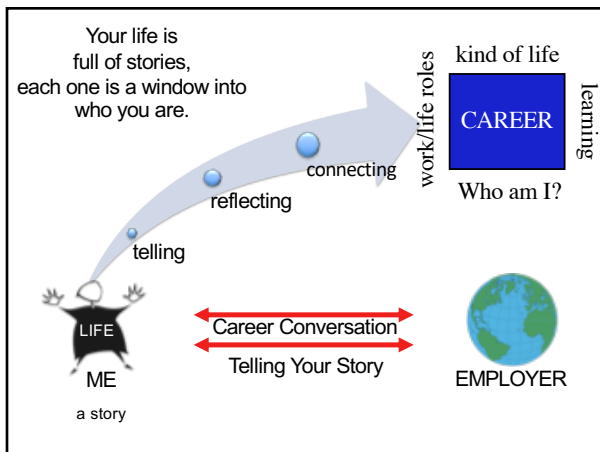 Your life is
full of stories,
each one is a window into
who you are.
kind of life
work/life roles
CAREER
learning
Who am I?
connecting
reflecting
telling
LIFE
ME
a story
Career Conversation
Telling Your Story
EMPLOYER